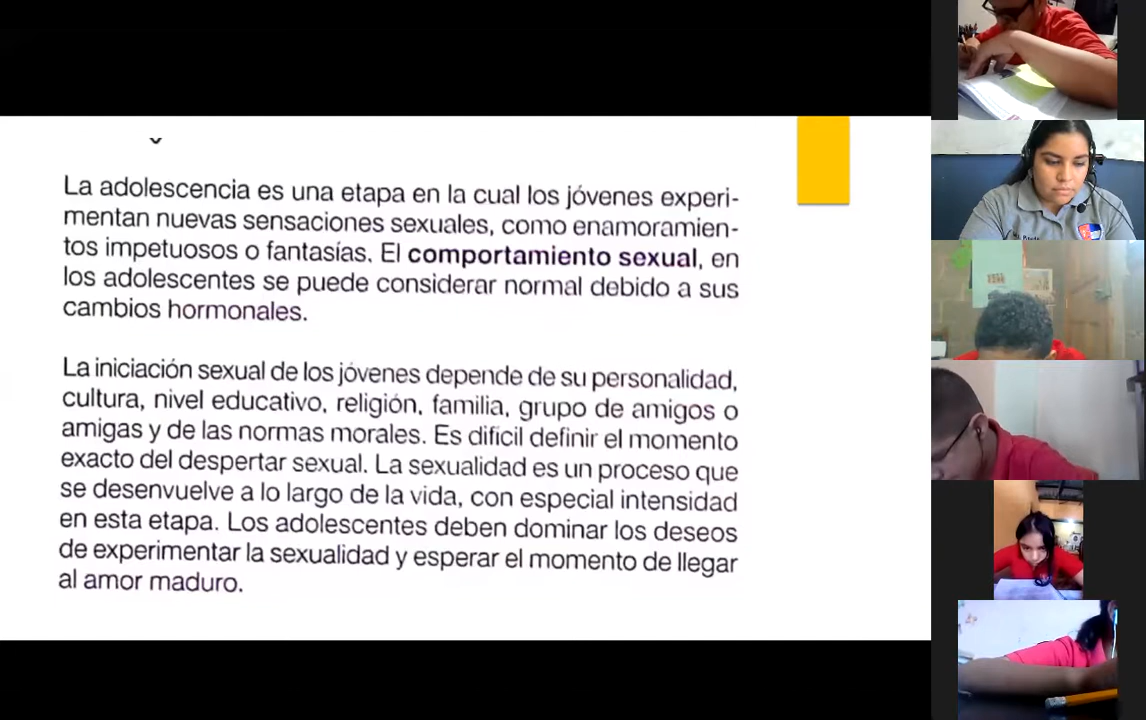 La adolescencia es una etapa en la cual los jóvenes experi-
mentan nuevas sensaciones sexuales, como enamoramien-
tos impetuosos o fantasías. El comportamiento sexual, en
los adolescentes se puede considerar normal debido a sus
cambios hormonales.
La iniciación sexual de los jóvenes depende de su personalidad,
cultura, nivel educativo, religión, familia, grupo de amigos o
amigas y de las normas morales. Es difícil definir el momento
exacto del despertar sexual. La sexualidad es un proceso que
se desenvuelve a lo largo de la vida, con especial intensidad
en esta etapa. Los adolescentes deben dominar los deseos
de experimentar la sexualidad y esperar el momento de llegar
al amor maduro.